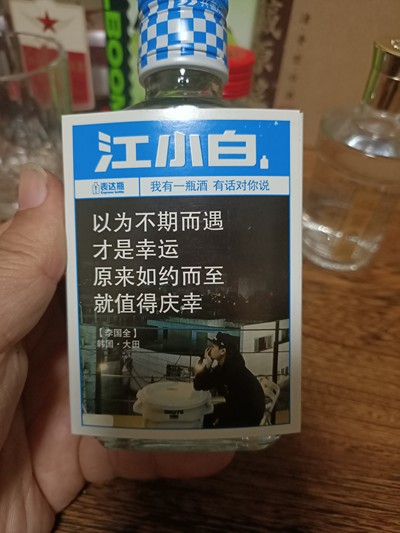 江小白
表达瓶
我有一瓶酒 有话对你说
以为不期而遇
才是幸运
原来如约而至
就值得庆幸
【李国全】
韩国·大田